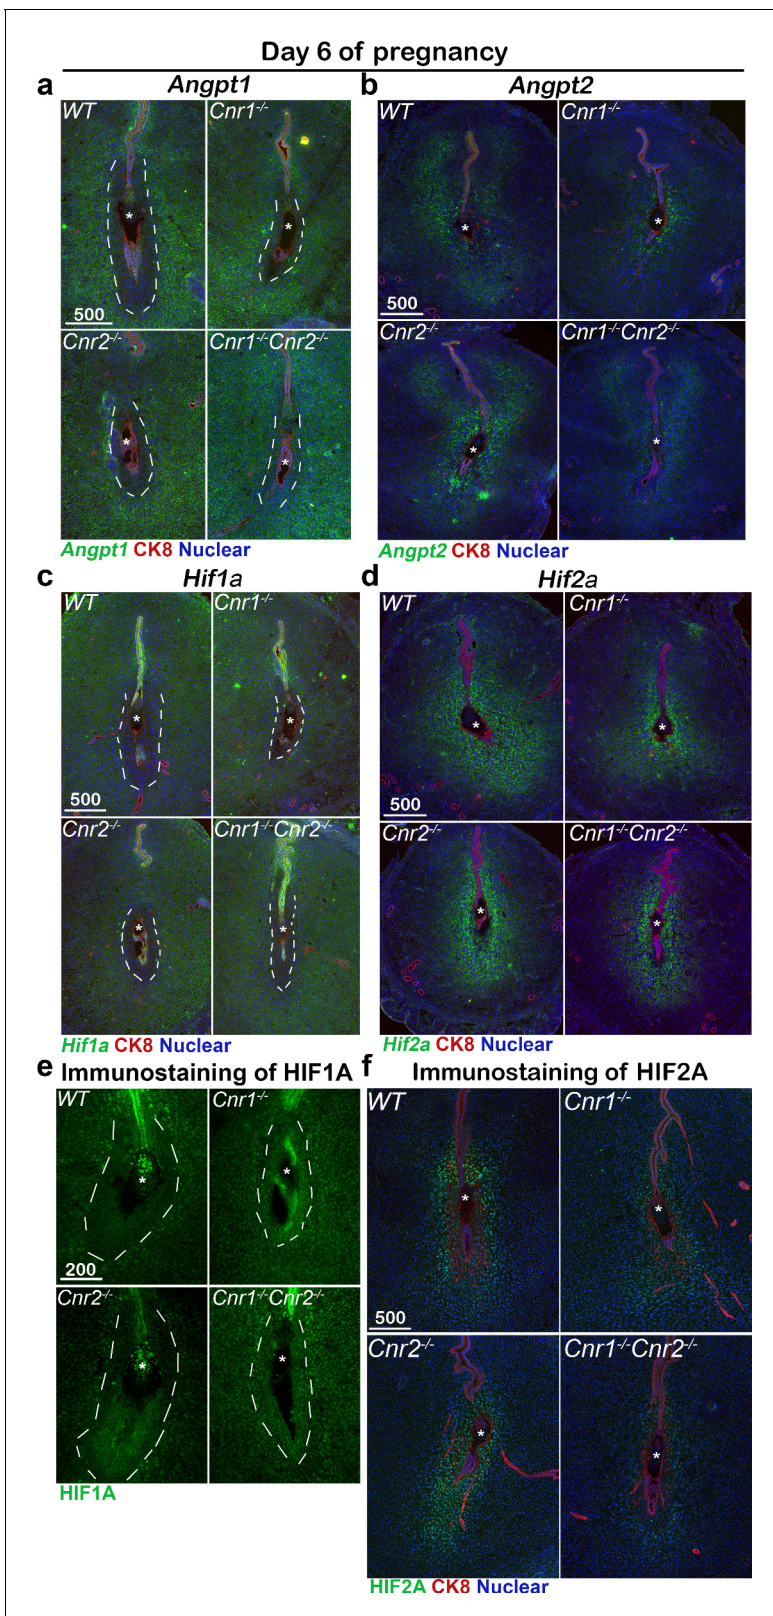 Day 6 of pregnancy
a Angpt1
WT
Cnr1-/-
*
*
500
Cnr2-/-
Cnr1-/-Cnr2-/-
*
*
Angpt1 CK8 Nuclear
b Angpt2
WT
Cnr1-/-
*
*
500
Cnr2-/-
Cnr1-/-Cnr2-/-
*
*
Angpt2 CK8 Nuclear
c Hif1a
WT
Cnr1-/-
*
*
500
Cnr2-/-
Cnr1-/-Cnr2-/-
*
*
Hif1a CK8 Nuclear
d Hif2a
WT
Cnr1-/-
*
*
500
Cnr2-/-
Cnr1-/-Cnr2-/-
*
*
Hif2a CK8 Nuclear
e Immunostaining of HIF1A
WT
Cnr1-/-
*
*
200
Cnr2-/-
Cnr1-/-Cnr2-/-
*
*
HIF1A
f Immunostaining of HIF2A
WT
Cnr1-/-
*
*
500
Cnr2-/-
Cnr1-/-Cnr2-/-
*
*
HIF2A CK8 Nuclear